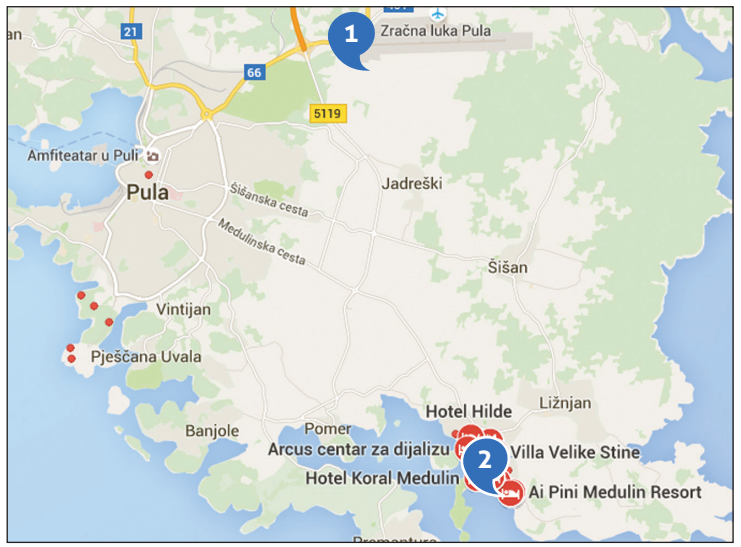 21
1
Zračna luka Pula
66
5119
Amfiteatar u Puli
Pula
Jadreški
Šišanska cesta
Medulinska cesta
Šišan
Vintijan
Pješčana Uvala
Hotel Hilde
Ližnjan
Banjole
Pomer
Arcus centar za dijalizu
Villa Velike Stine
2
Hotel Koral Medulin
Ai Pini Medulin Resort